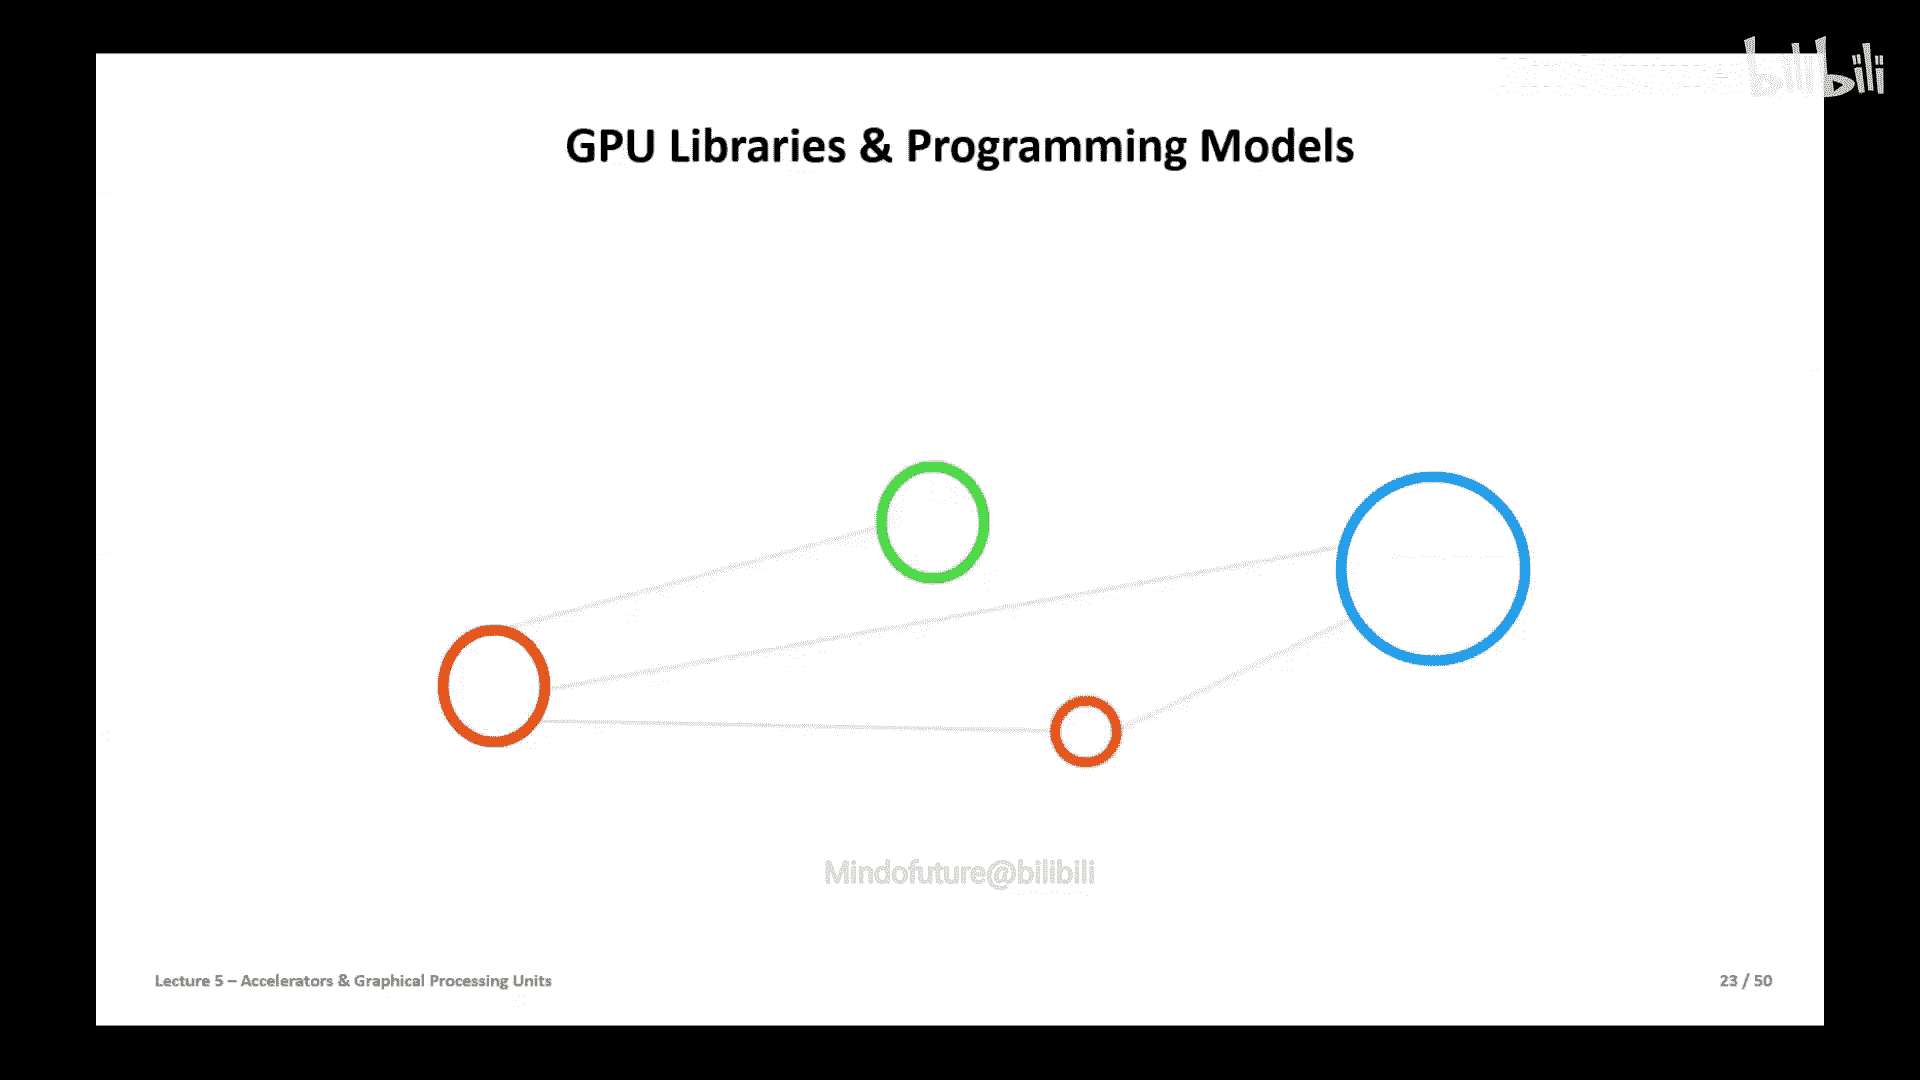 bilibili
GPU Libraries & Programming Models
Mindofuture@bilibili
Lecture 5 – Accelerators & Graphical Processing Units
23 / 50